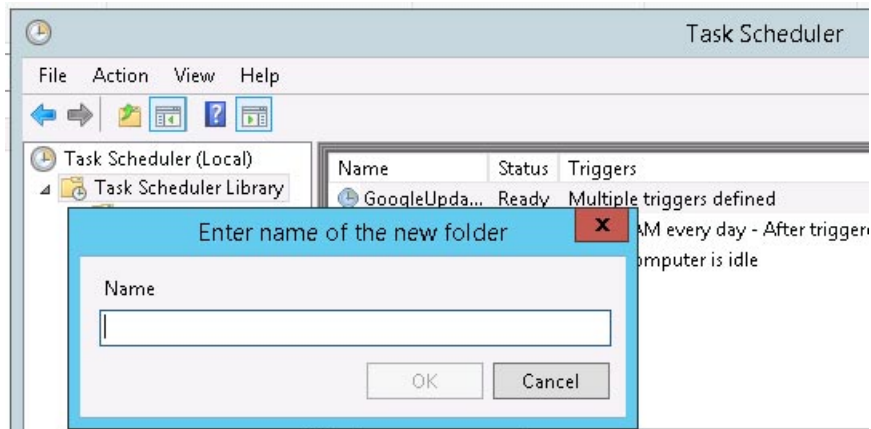 Task Scheduler
File Action View Help
Task Scheduler (Local)
Task Scheduler Library
Name Status Triggers
GoogleUpda... Ready Multiple triggers defined
AM every day - After trigger
omputer is idle
Enter name of the new folder
x
Name
OK Cancel